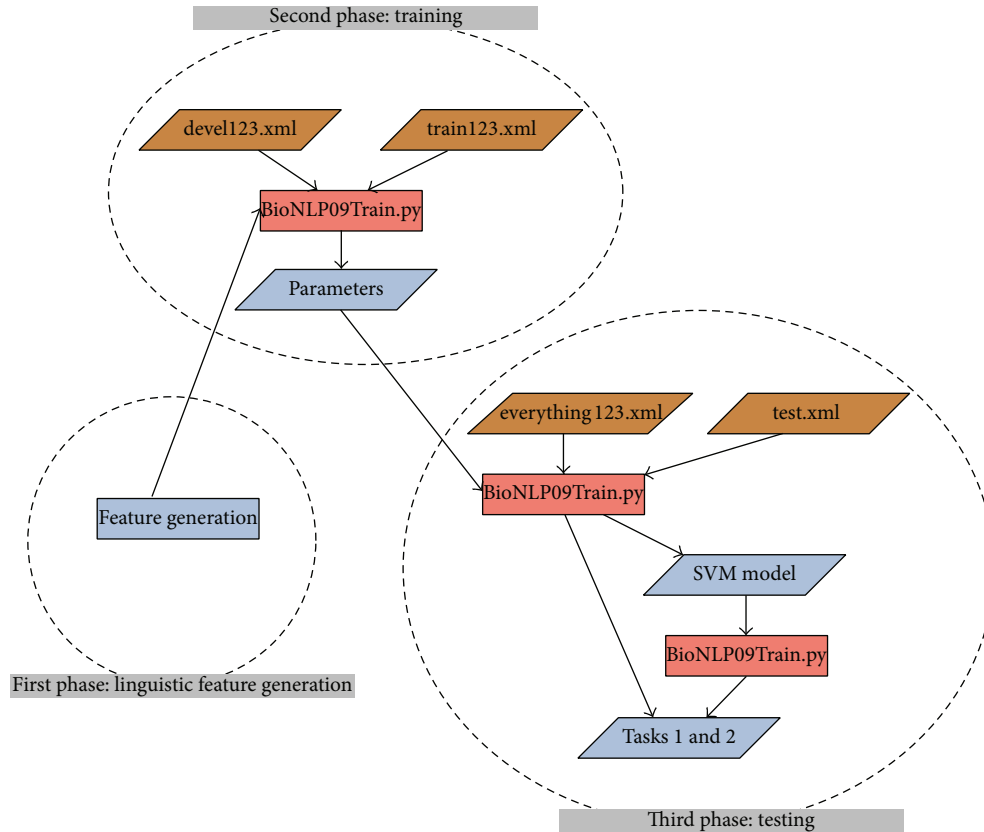 Second phase: training
devel123.xml
train123.xml
BioNLP09Train.py
Parameters
everything123.xml
test.xml
BioNLP09Train.py
Feature generation
SVM model
BioNLP09Train.py
First phase: linguistic feature generation
Tasks 1 and 2
Third phase: testing